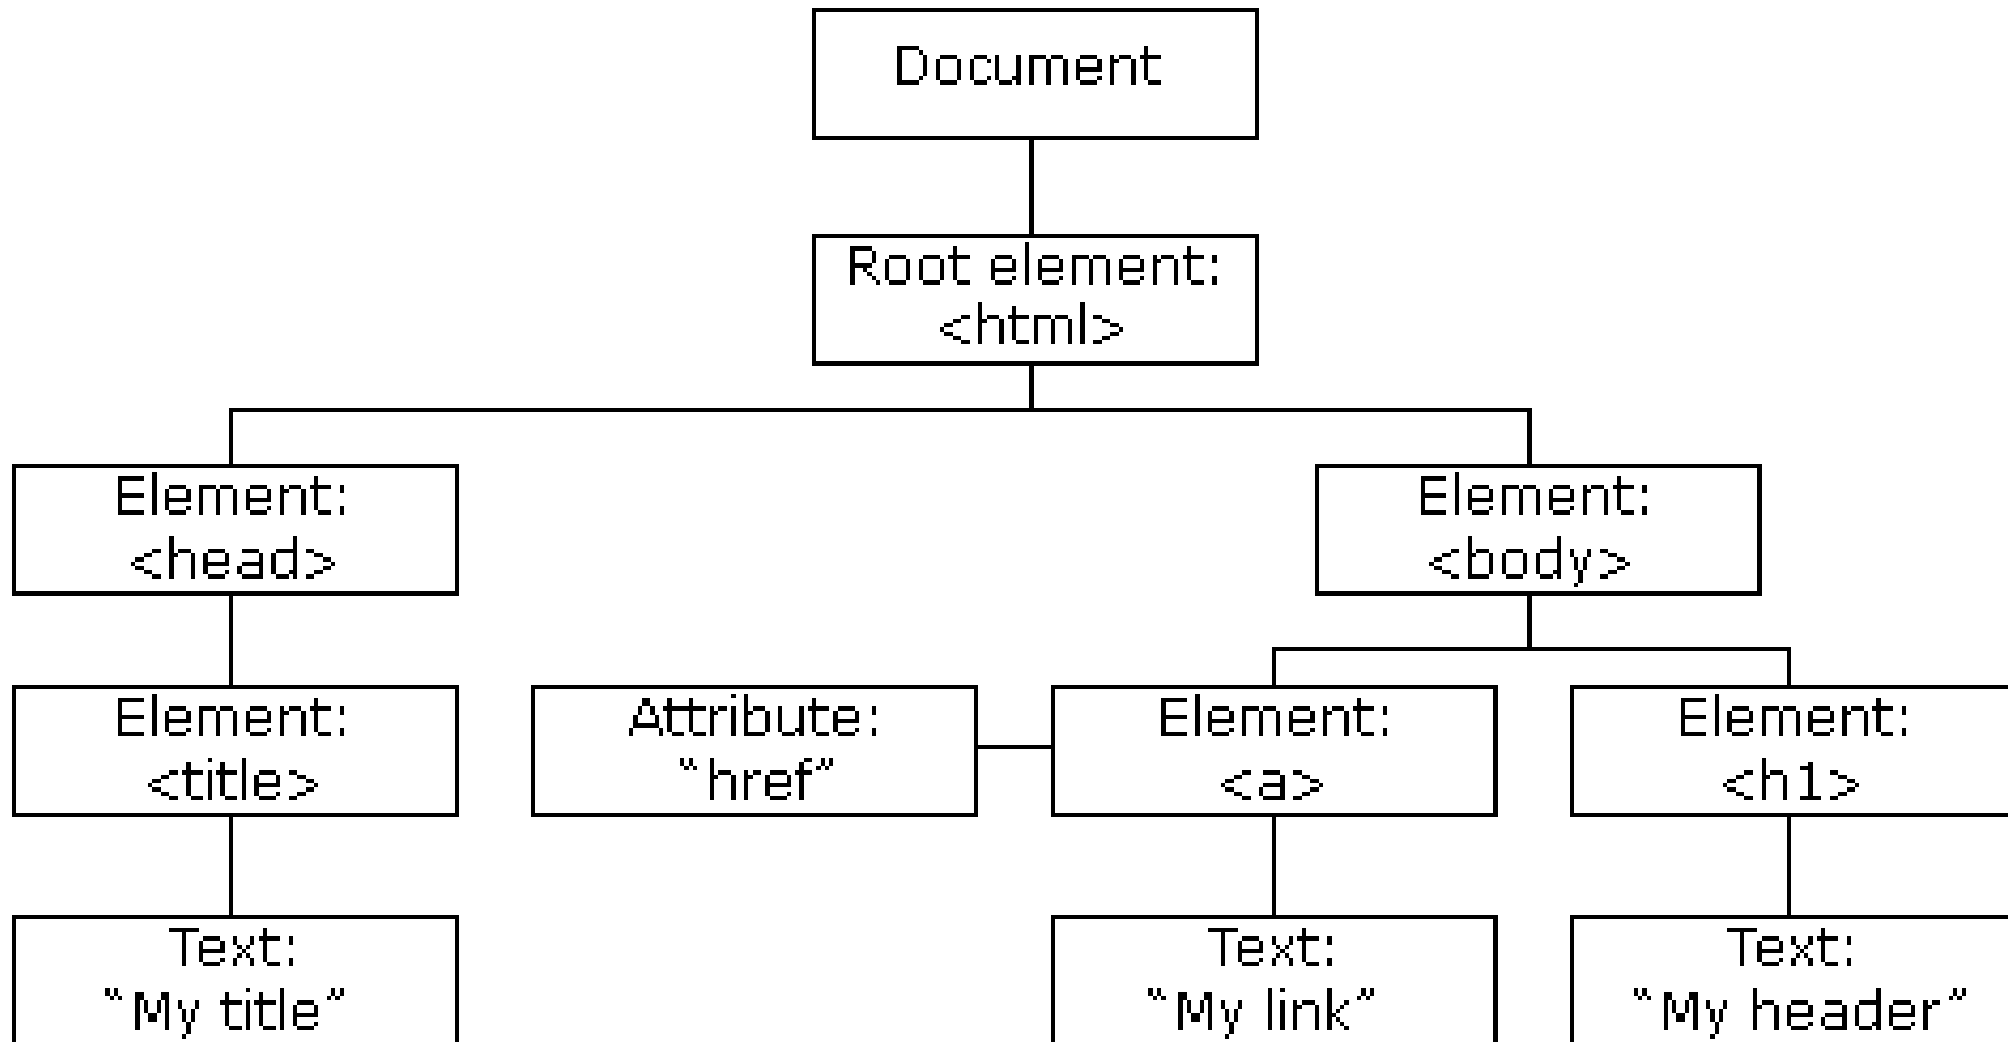 Document
Root element:
<html>
Element:
<head>
Element:
<body>
Element:
<title>
Attribute:
“href”
Element:
<a>
Element:
<h1>
Text:
“My title”
Text:
“My link”
Text:
“My header”